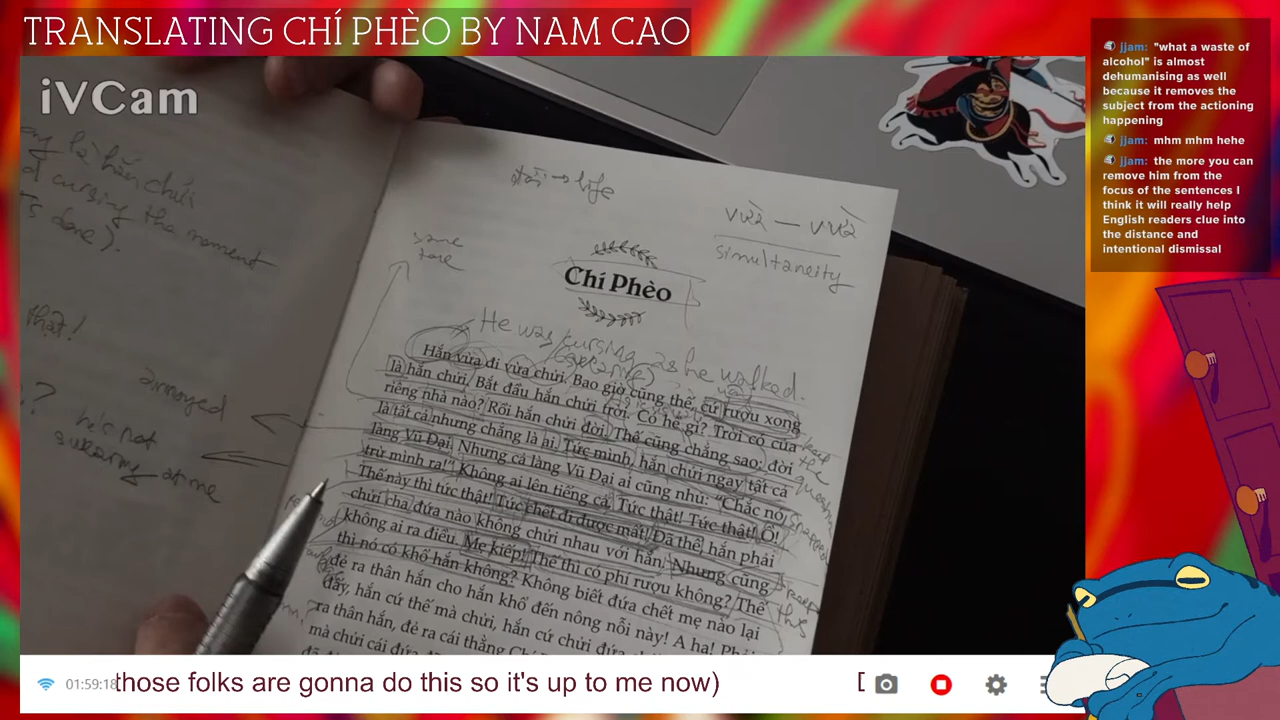 TRANSLATING CHÍ PHÈO BY NAM CAO
iVCam
đời → life
vừa — vừa
simultaneity
same
tone
Chí Phèo
He was cursing as he walked.
Hắn vừa đi vừa chửi. Bao giờ cũng thế, cứ rượu xong
là hắn chửi. Bắt đầu hắn chửi trời. Có hề gì? Trời có của
riêng nhà nào? Rồi hắn chửi đời. Thế cũng chẳng sao: đời
là tất cả nhưng chẳng là ai. Tức mình, hắn chửi ngay tất cả
làng Vũ Đại. Nhưng cả làng Vũ Đại ai cũng nhủ: "Chắc nó
trừ mình ra!" Không ai lên tiếng cả. Tức thật! Tức thật! Ồ!
Thế này thì tức thật! Tức chết đi được mất! Đã thế, hắn phải
chửi cha đứa nào không chửi nhau với hắn. Nhưng cũng
không ai ra điều. Mẹ kiếp! Thế thì có phí rượu không? Thế
thì nó có khổ hắn không? Không biết đứa chết mẹ nào lại
đẻ ra thân hắn cho hắn khổ đến nông nỗi này! A ha! Phải
đấy, hắn cứ thế mà chửi, hắn cứ chửi đứa
ra thân hắn, đẻ ra cái thằng
mà chửi cái đứa
là hắn chửi
cursing the moment
done).
thật!
annoyed
he's not
swearing at me
jjam: "what a waste of
alcohol" is almost
dehumanising as well
because it removes the
subject from the actioning
happening
jjam: mhm mhm hehe
jjam: the more you can
remove him from the
focus of the sentences I
think it will really help
English readers clue into
the distance and
intentional dismissal
01:59:18
those folks are gonna do this so it's up to me now)
[